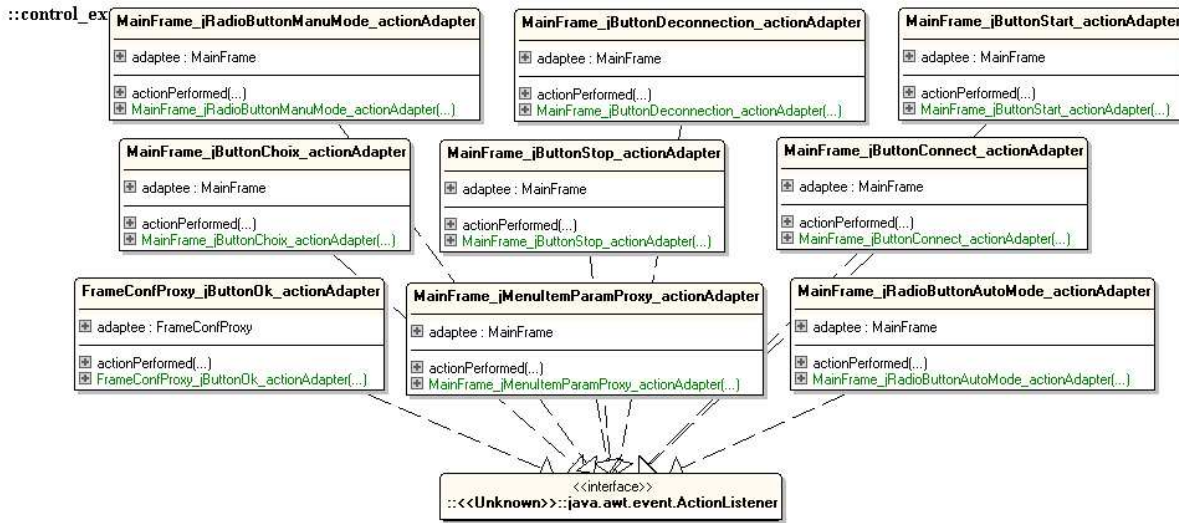 ::control_ex
MainFrame_jRadioButtonManuMode_actionAdapter
adaptee : MainFrame
actionPerformed(...)
MainFrame_jRadioButtonManuMode_actionAdapter(...)
MainFrame_jButtonDeconnection_actionAdapter
adaptee : MainFrame
actionPerformed(...)
MainFrame_jButtonDeconnection_actionAdapter(...)
MainFrame_jButtonStart_actionAdapter
adaptee : MainFrame
actionPerformed(...)
MainFrame_jButtonStart_actionAdapter(...)
MainFrame_jButtonChoix_actionAdapter
adaptee : MainFrame
actionPerformed(...)
MainFrame_jButtonChoix_actionAdapter(...)
MainFrame_jButtonStop_actionAdapter
adaptee : MainFrame
actionPerformed(...)
MainFrame_jButtonStop_actionAdapter(...)
MainFrame_jButtonConnect_actionAdapter
adaptee : MainFrame
actionPerformed(...)
MainFrame_jButtonConnect_actionAdapter(...)
FrameConfProxy_jButtonOk_actionAdapter
adaptee : FrameConfProxy
actionPerformed(...)
FrameConfProxy_jButtonOk_actionAdapter(...)
MainFrame_jMenuItemParamProxy_actionAdapter
adaptee : MainFrame
actionPerformed(...)
MainFrame_jMenuItemParamProxy_actionAdapter(...)
MainFrame_jRadioButtonAutoMode_actionAdapter
adaptee : MainFrame
actionPerformed(...)
MainFrame_jRadioButtonAutoMode_actionAdapter(...)
<<interface>>
::<<Unknown>>::java.awt.event.ActionListener